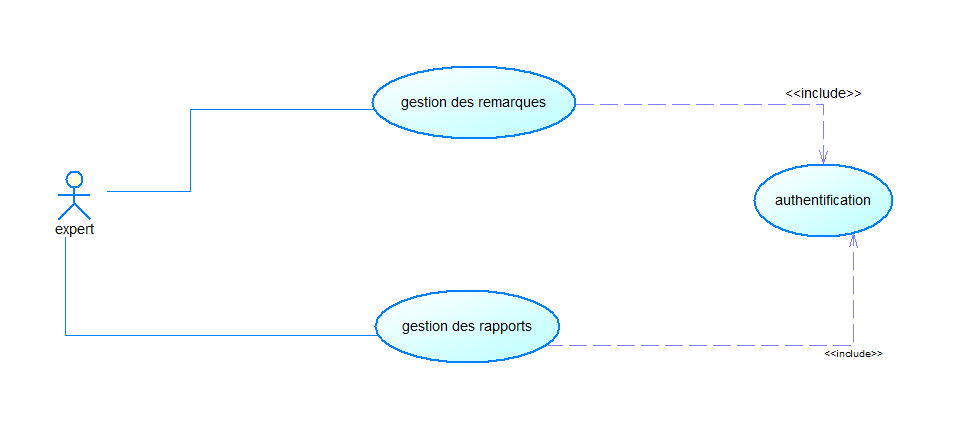 <<include>>
gestion des remarques
authentification
expert
gestion des rapports
<<include>>